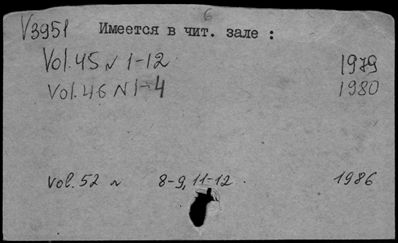 6
V3951 Имеется в чит. зале :
Vol. 45 N 1-12 1979
Vol. 46 N 1-4 1980
vol. 52 N 8-9, 11-12 1986